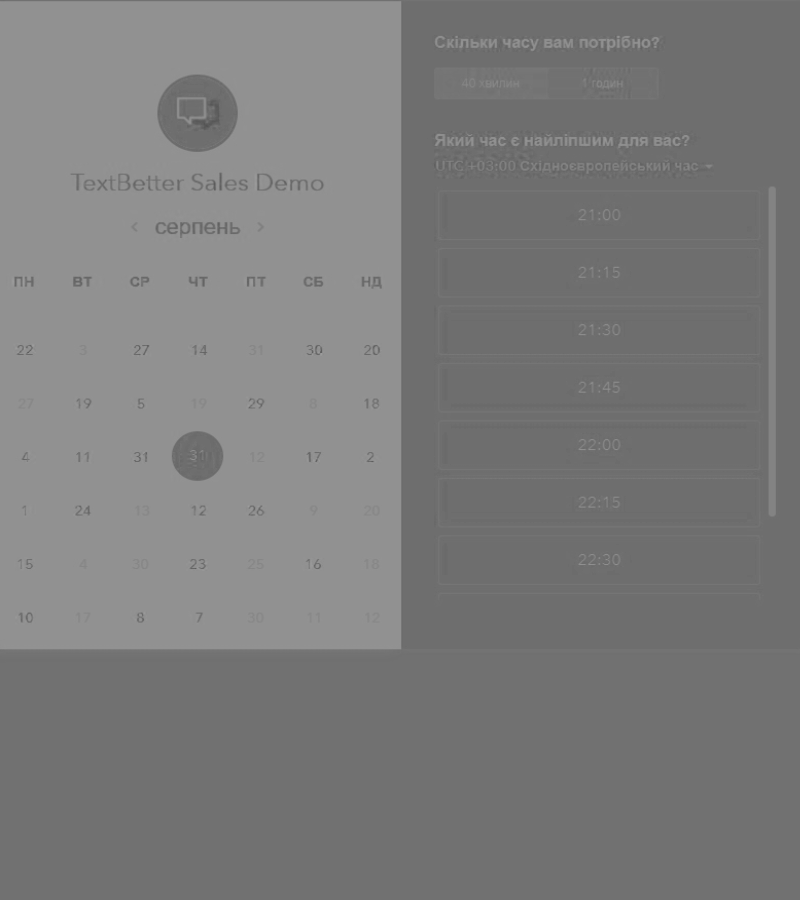 TextBetter Sales Demo
серпень
ПН ВТ СР ЧТ ПТ СБ НД
22 3 27 14 31 30 20
27 19 5 19 29 8 18
4 11 31 31 12 17 2
1 24 13 12 26 9 20
15 4 30 23 25 16 18
10 17 8 7 30 11 12
Скільки часу вам потрібно?
40 хвилин 1 годин
Який час є найліпшим для вас?
UTC +03:00 Східноєвропейський час
21:00
21:15
21:30
21:45
22:00
22:15
22:30